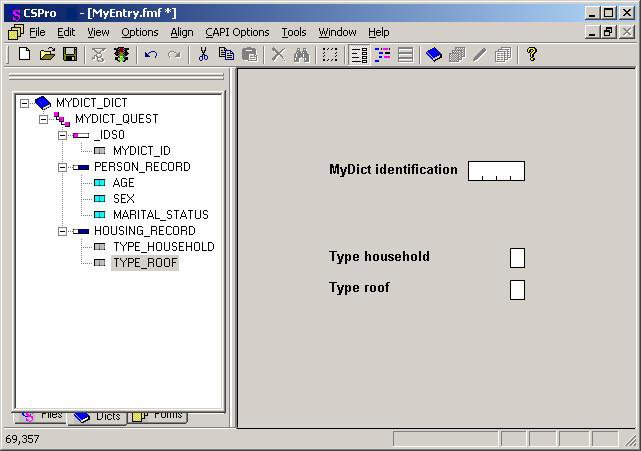 CSPro - [MyEntry.fmf *]
File Edit View Options Align CAPI Options Tools Window Help
MYDICT_DICT
MYDICT_QUEST
_IDS0
MYDICT_ID
PERSON_RECORD
AGE
SEX
MARITAL_STATUS
HOUSING_RECORD
TYPE_HOUSEHOLD
TYPE_ROOF
MyDict identification
Type household
Type roof
Files Dicts Forms
69,357